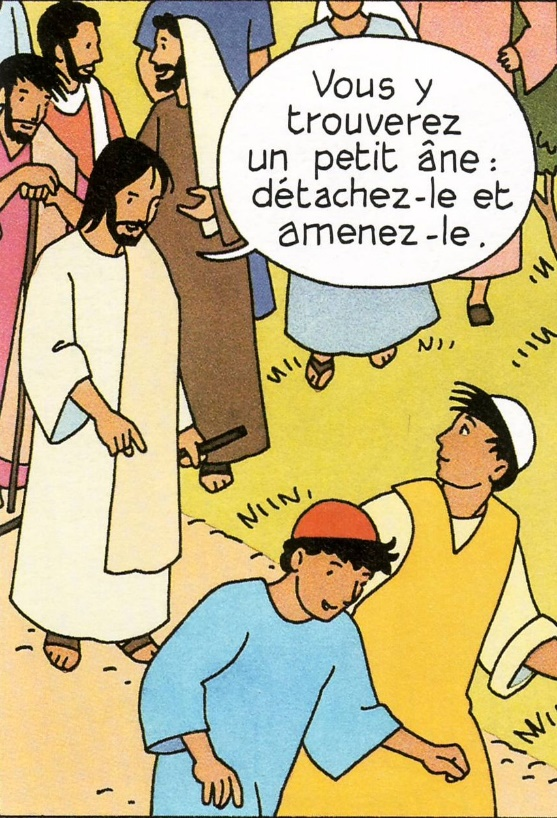 Vous y
trouverez
un petit âne :
détachez-le et
amenez-le.